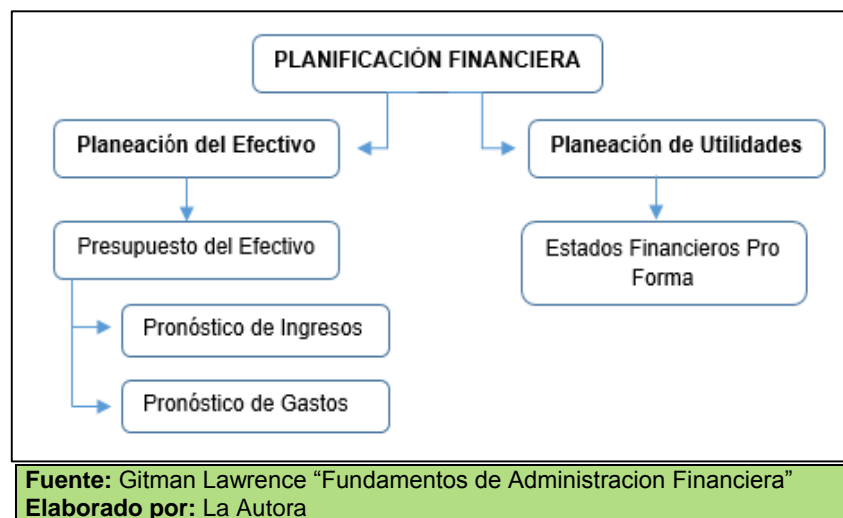 PLANIFICACIÓN FINANCIERA
Planeación del Efectivo
Planeación de Utilidades
Presupuesto del Efectivo
Estados Financieros Pro
Forma
Pronóstico de Ingresos
Pronóstico de Gastos
Fuente: Gitman Lawrence “Fundamentos de Administracion Financiera”
Elaborado por: La Autora